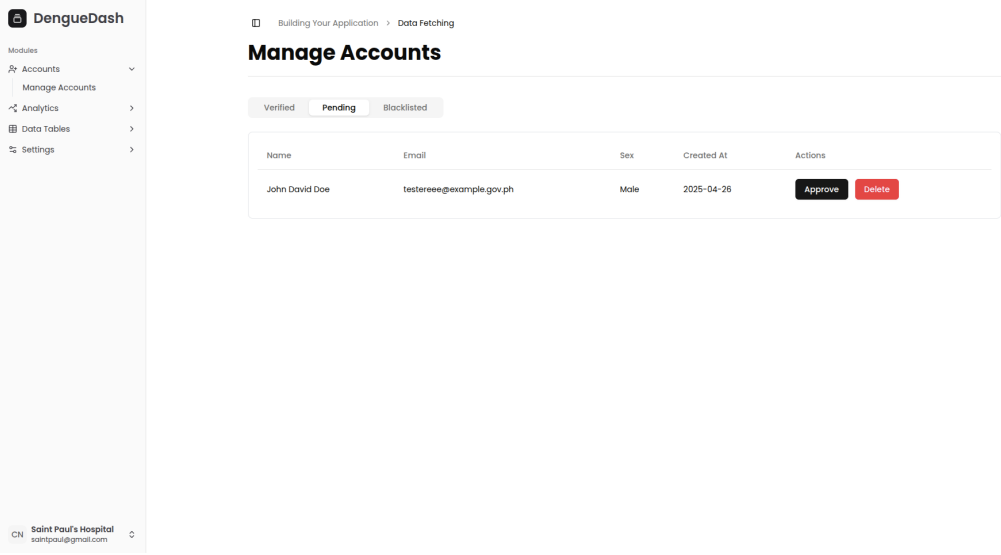 DengueDash
Modules
Accounts
Manage Accounts
Analytics
Data Tables
Settings
CN
Saint Paul's Hospital
saintpaul@gmail.com
Building Your Application > Data Fetching
Manage Accounts
Verified Pending Blacklisted
Name Email Sex Created At Actions
John David Doe testereee@example.gov.ph Male 2025-04-26 Approve Delete